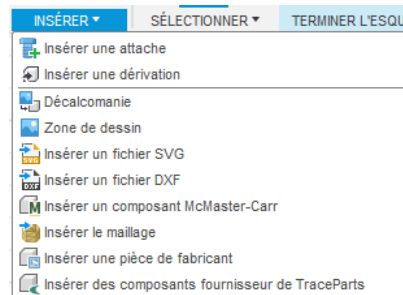 INSÉRER ▾ SÉLECTIONNER ▾ TERMINER L'ESQU
Insérer une attache
Insérer une dérivation
Décalcomanie
Zone de dessin
SVG Insérer un fichier SVG
DXF Insérer un fichier DXF
M Insérer un composant McMaster-Carr
Insérer le maillage
Insérer une pièce de fabricant
Insérer des composants fournisseur de TraceParts